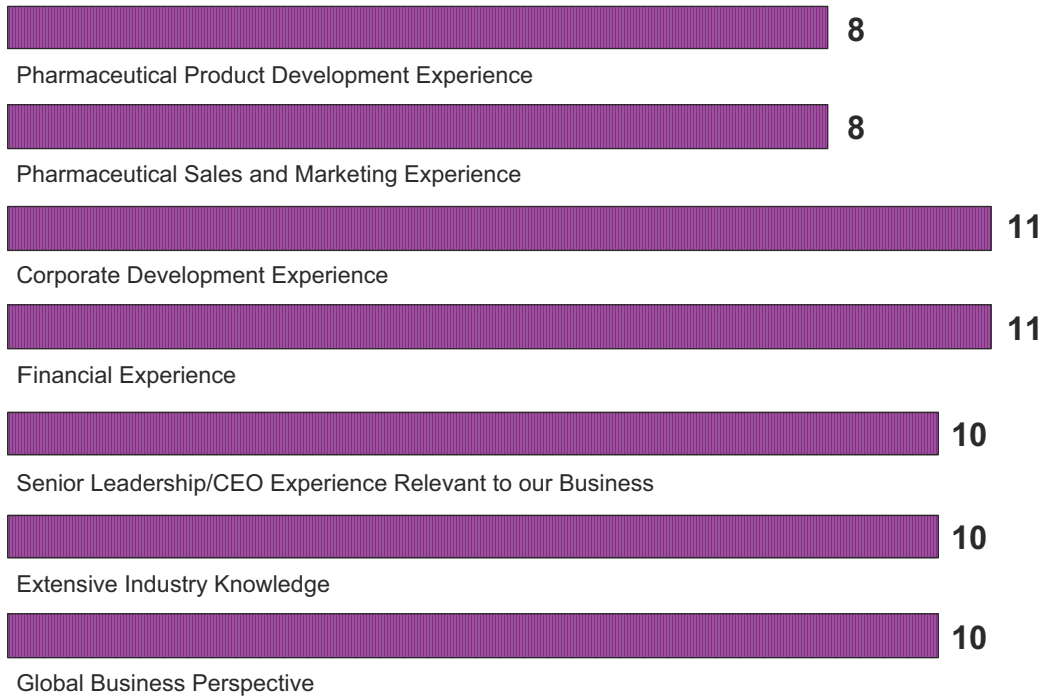 8
Pharmaceutical Product Development Experience
8
Pharmaceutical Sales and Marketing Experience
11
Corporate Development Experience
11
Financial Experience
10
Senior Leadership/CEO Experience Relevant to our Business
10
Extensive Industry Knowledge
10
Global Business Perspective